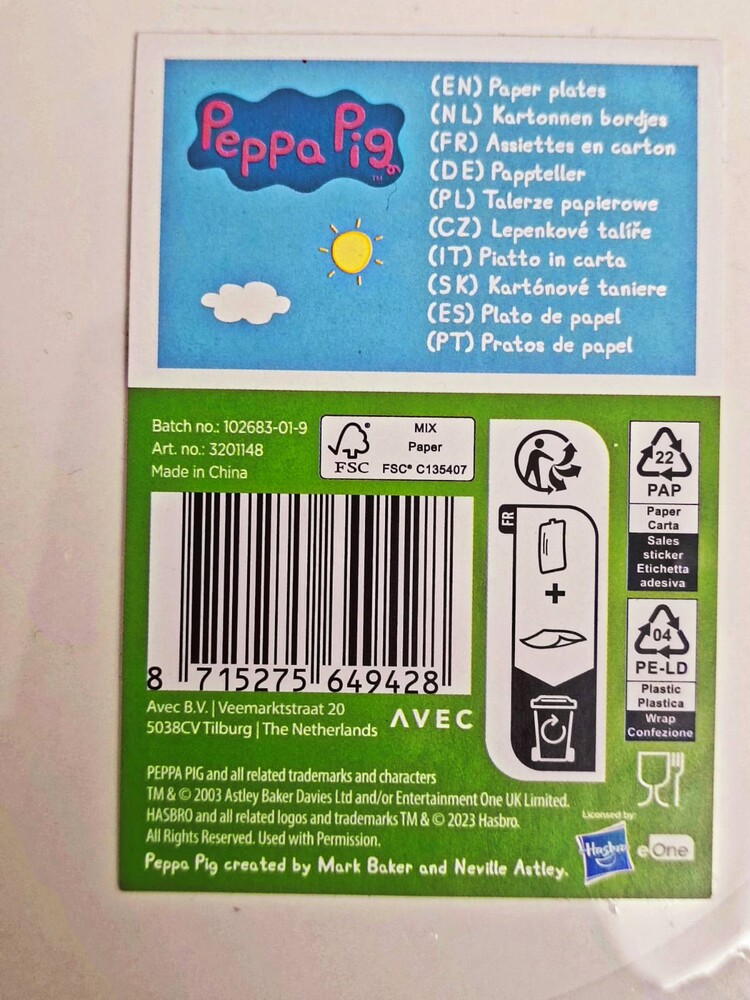 Peppa Pig
TM
(EN) Paper plates
(NL) Kartonnen bordjes
(FR) Assiettes en carton
(DE) Pappteller
(PL) Talerze papierowe
(CZ) Lepenkové talíře
(IT) Piatto in carta
(SK) Kartónové taniere
(ES) Plato de papel
(PT) Pratos de papel
Batch no.: 102683-01-9
Art. no.: 3201148
Made in China
FSC
MIX
Paper
FSC® C135407
8 715275 649428
Avec B.V. | Veemarktstraat 20
5038CV Tilburg | The Netherlands
AVEC
FR
+
22
PAP
Paper
Carta
Sales
sticker
Etichetta
adesiva
04
PE-LD
Plastic
Plastica
Wrap
Confezione
PEPPA PIG and all related trademarks and characters
TM & © 2003 Astley Baker Davies Ltd and/or Entertainment One UK Limited.
HASBRO and all related logos and trademarks TM & © 2023 Hasbro.
All Rights Reserved. Used with Permission.
Peppa Pig created by Mark Baker and Neville Astley.
Licensed by:
Hasbro
eOne